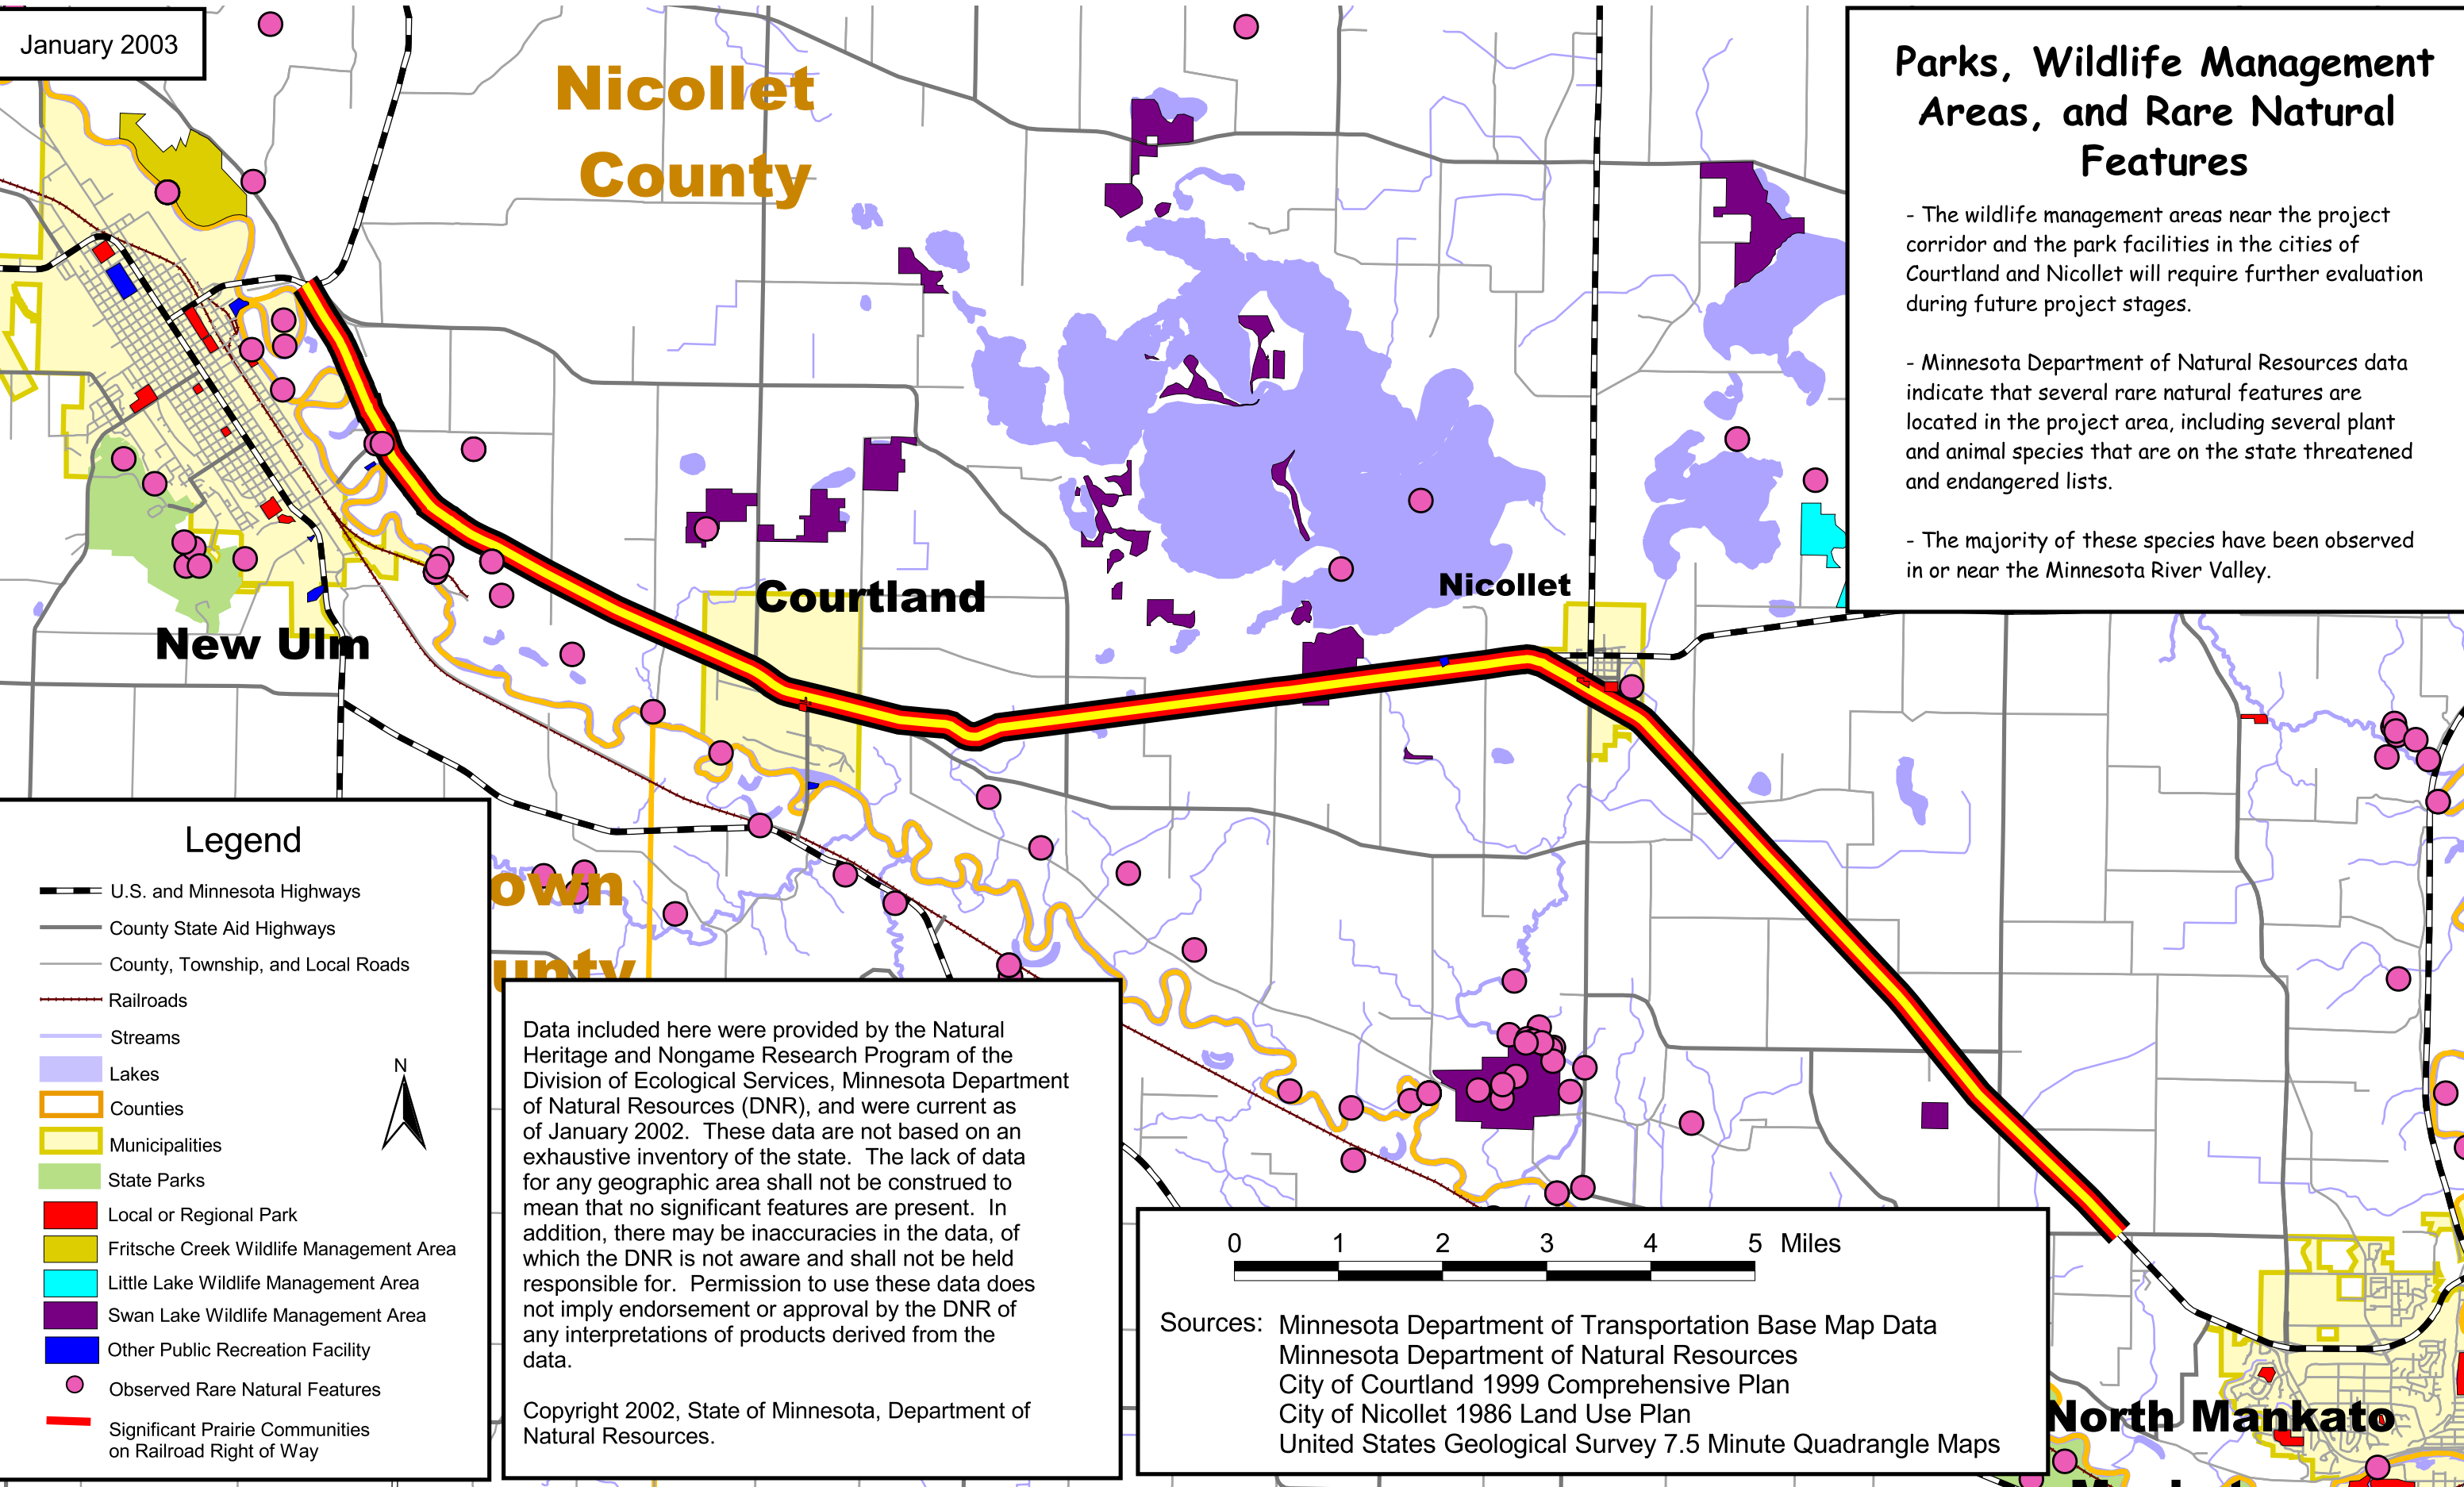 January 2003
Parks, Wildlife Management
Areas, and Rare Natural
Features
- The wildlife management areas near the project
corridor and the park facilities in the cities of
Courtland and Nicollet will require further evaluation
during future project stages.
- Minnesota Department of Natural Resources data
indicate that several rare natural features are
located in the project area, including several plant
and animal species that are on the state threatened
and endangered lists.
- The majority of these species have been observed
in or near the Minnesota River Valley.
Nicollet
County
Courtland
Nicollet
New Ulm
own
unty
North Mankato
Legend
U.S. and Minnesota Highways
County State Aid Highways
County, Township, and Local Roads
Railroads
Streams
Lakes
Counties
Municipalities
State Parks
Local or Regional Park
Fritsche Creek Wildlife Management Area
Little Lake Wildlife Management Area
Swan Lake Wildlife Management Area
Other Public Recreation Facility
Observed Rare Natural Features
Significant Prairie Communities
on Railroad Right of Way
N
Data included here were provided by the Natural
Heritage and Nongame Research Program of the
Division of Ecological Services, Minnesota Department
of Natural Resources (DNR), and were current as
of January 2002. These data are not based on an
exhaustive inventory of the state. The lack of data
for any geographic area shall not be construed to
mean that no significant features are present. In
addition, there may be inaccuracies in the data, of
which the DNR is not aware and shall not be held
responsible for. Permission to use these data does
not imply endorsement or approval by the DNR of
any interpretations of products derived from the
data.
Copyright 2002, State of Minnesota, Department of
Natural Resources.
0 1 2 3 4 5 Miles
Sources: Minnesota Department of Transportation Base Map Data
Minnesota Department of Natural Resources
City of Courtland 1999 Comprehensive Plan
City of Nicollet 1986 Land Use Plan
United States Geological Survey 7.5 Minute Quadrangle Maps